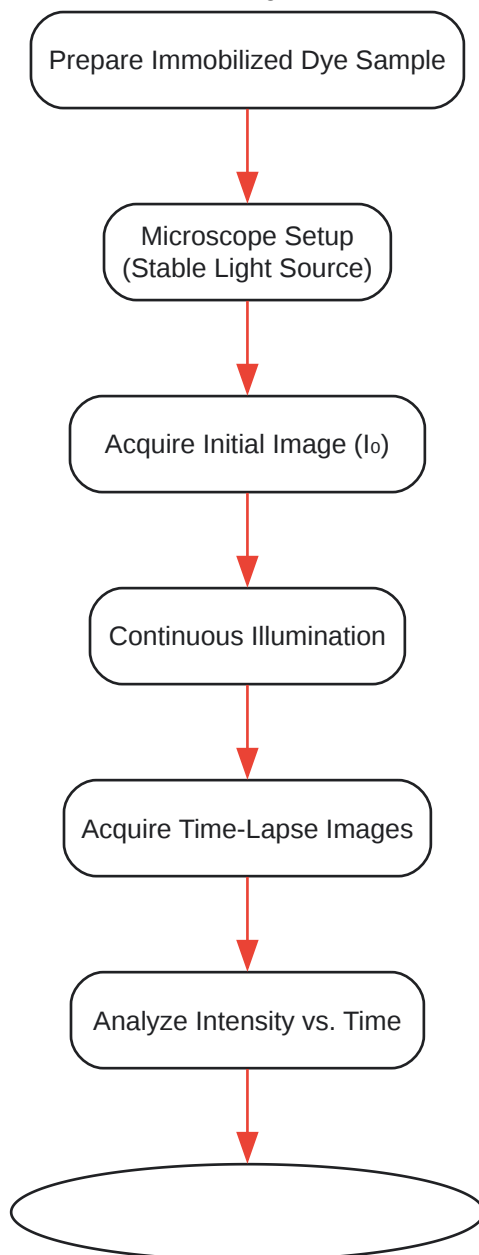 Prepare Immobilized Dye Sample
Microscope Setup
(Stable Light Source)
Acquire Initial Image (I₀)
Continuous Illumination
Acquire Time-Lapse Images
Analyze Intensity vs. Time